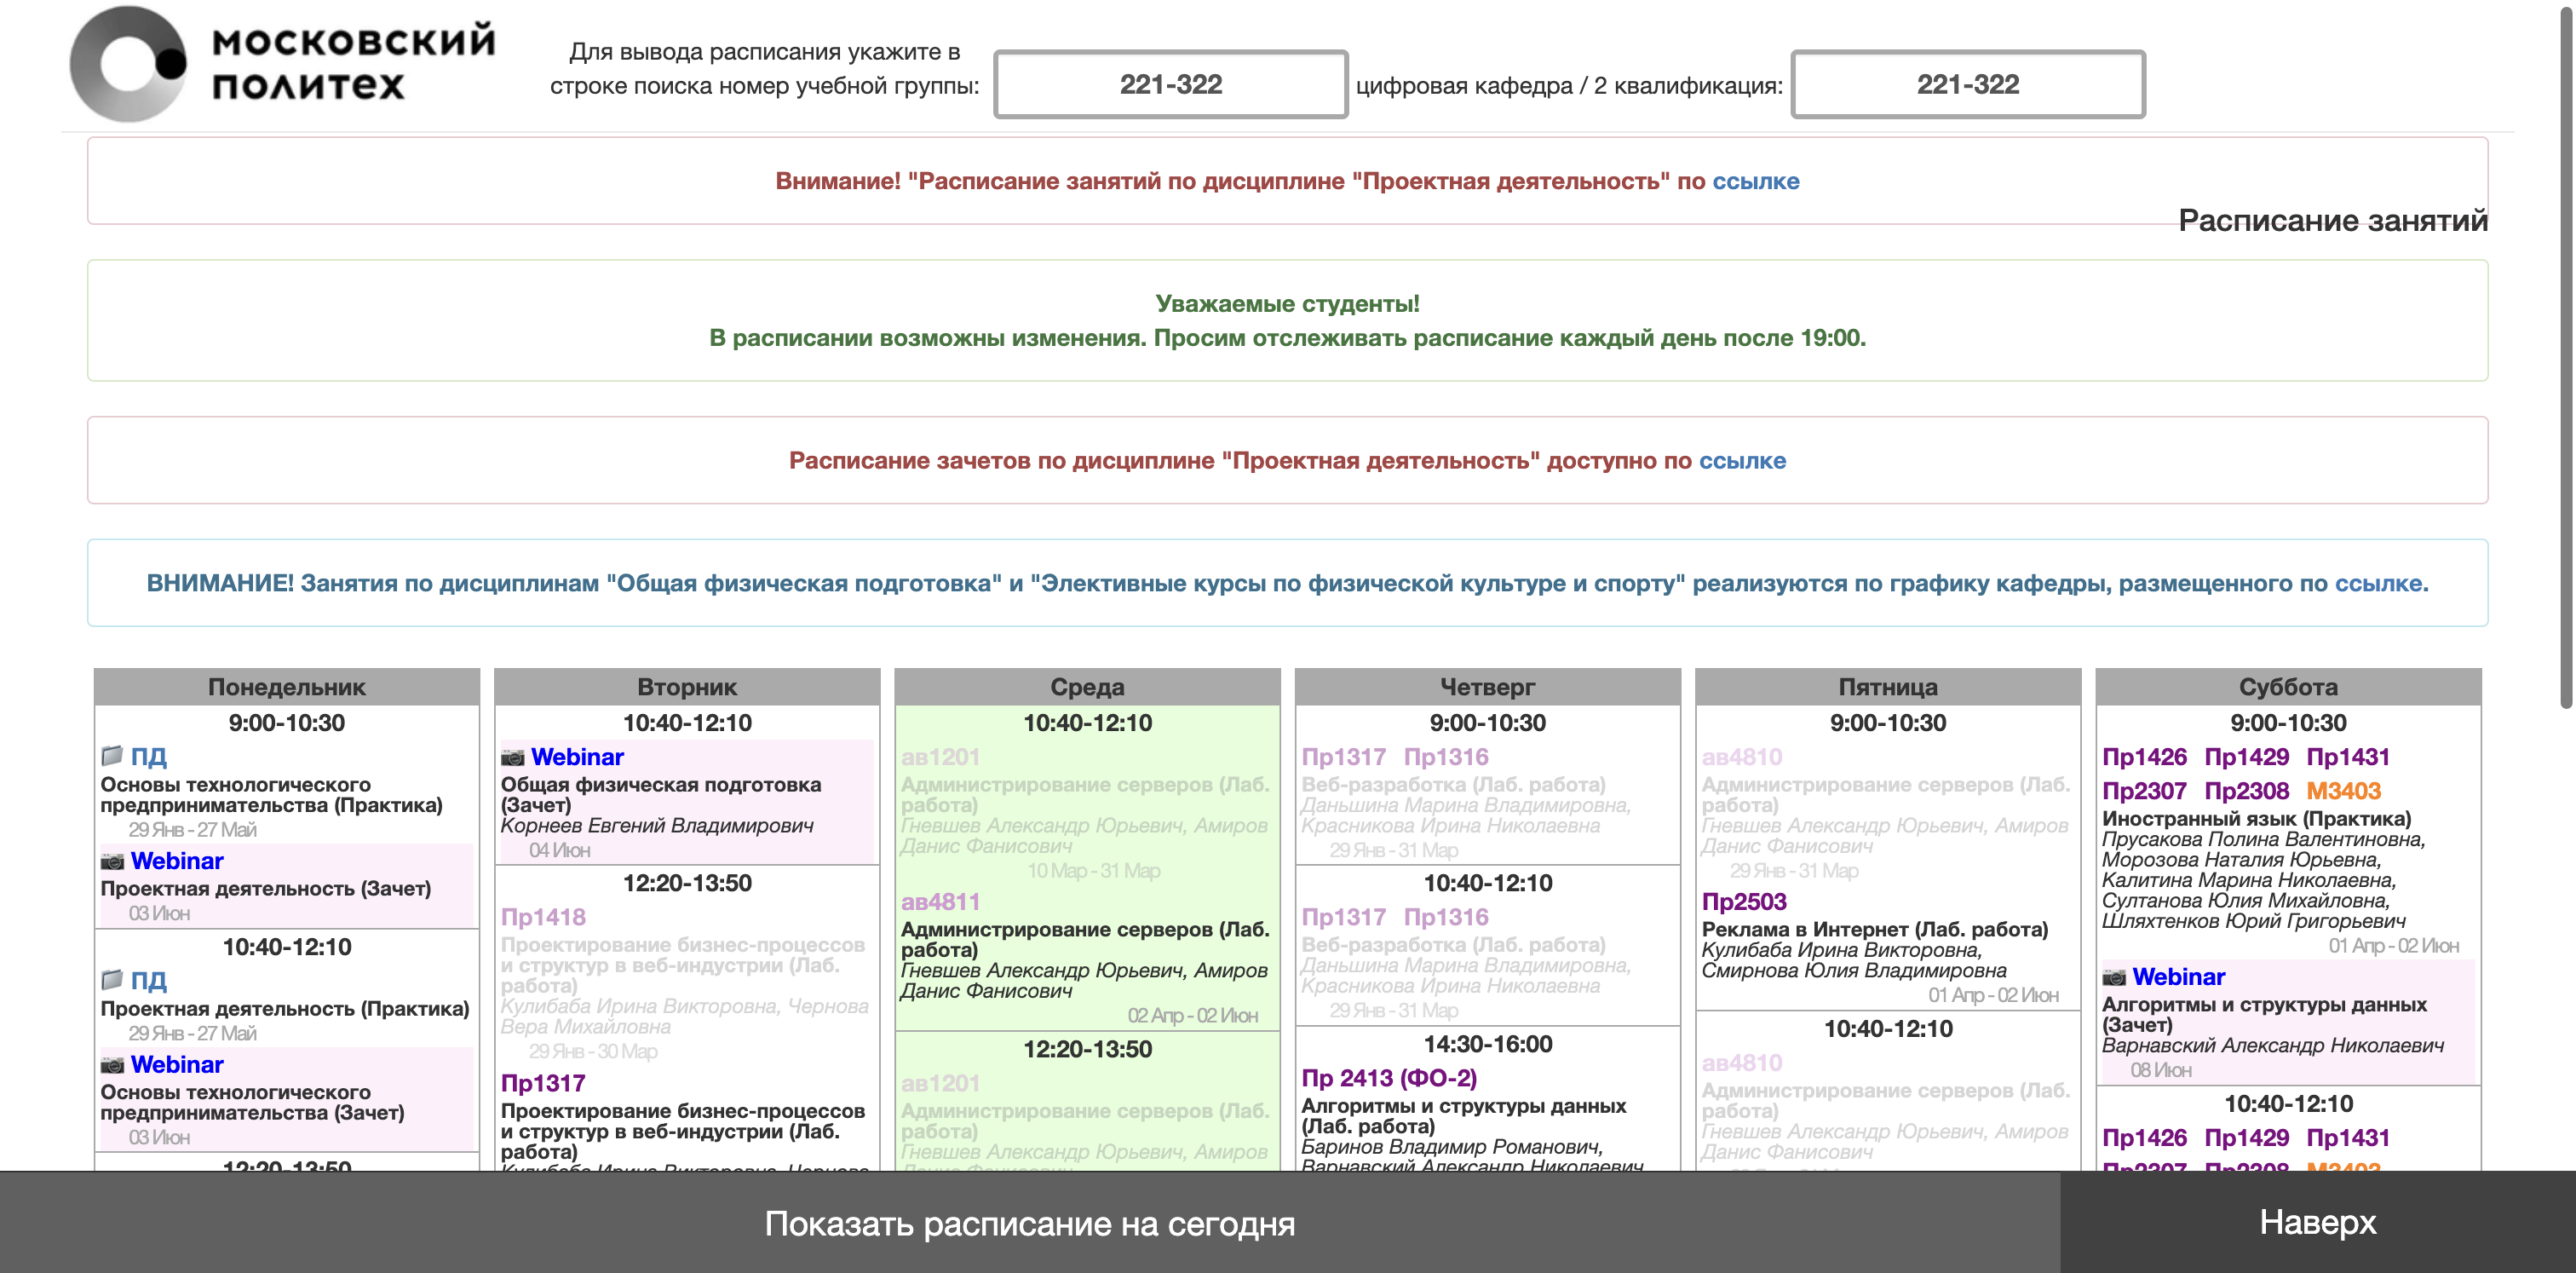 московский
политех
Для вывода расписания укажите в
строке поиска номер учебной группы:
221-322
цифровая кафедра / 2 квалификация:
221-322
Внимание! "Расписание занятий по дисциплине "Проектная деятельность" по ссылке
Расписание занятий
Уважаемые студенты!
В расписании возможны изменения. Просим отслеживать расписание каждый день после 19:00.
Расписание зачетов по дисциплине "Проектная деятельность" доступно по ссылке
ВНИМАНИЕ! Занятия по дисциплинам "Общая физическая подготовка" и "Элективные курсы по физической культуре и спорту" реализуются по графику кафедры, размещенного по ссылке.
Понедельник
9:00-10:30
ПД
Основы технологического
предпринимательства (Практика)
29 Янв - 27 Май
Webinar
Проектная деятельность (Зачет)
03 Июн
10:40-12:10
ПД
Проектная деятельность (Практика)
29 Янв - 27 Май
Webinar
Основы технологического
предпринимательства (Зачет)
03 Июн
12:20-13:50
Вторник
10:40-12:10
Webinar
Общая физическая подготовка
(Зачет)
Корнеев Евгений Владимирович
04 Июн
12:20-13:50
Пр1418
Проектирование бизнес-процессов
и структур в веб-индустрии (Лаб.
работа)
Кулибаба Ирина Викторовна, Чернова
Вера Михайловна
29 Янв - 30 Мар
Пр1317
Проектирование бизнес-процессов
и структур в веб-индустрии (Лаб.
работа)
Кулибаба Ирина Викторовна, Чернова
Среда
10:40-12:10
ав1201
Администрирование серверов (Лаб.
работа)
Гневшев Александр Юрьевич, Амиров
Данис Фанисович
10 Мар - 31 Мар
ав4811
Администрирование серверов (Лаб.
работа)
Гневшев Александр Юрьевич, Амиров
Данис Фанисович
02 Апр - 02 Июн
12:20-13:50
ав1201
Администрирование серверов (Лаб.
работа)
Гневшев Александр Юрьевич, Амиров
Данис Фанисович
Четверг
9:00-10:30
Пр1317 Пр1316
Веб-разработка (Лаб. работа)
Даньшина Марина Владимировна,
Красникова Ирина Николаевна
29 Янв - 31 Мар
10:40-12:10
Пр1317 Пр1316
Веб-разработка (Лаб. работа)
Даньшина Марина Владимировна,
Красникова Ирина Николаевна
29 Янв - 31 Мар
14:30-16:00
Пр 2413 (ФО-2)
Алгоритмы и структуры данных
(Лаб. работа)
Баринов Владимир Романович,
Варнавский Александр Николаевич
Пятница
9:00-10:30
ав4810
Администрирование серверов (Лаб.
работа)
Гневшев Александр Юрьевич, Амиров
Данис Фанисович
29 Янв - 31 Мар
Пр2503
Реклама в Интернет (Лаб. работа)
Кулибаба Ирина Викторовна,
Смирнова Юлия Владимировна
01 Апр - 02 Июн
10:40-12:10
ав4810
Администрирование серверов (Лаб.
работа)
Гневшев Александр Юрьевич, Амиров
Данис Фанисович
Суббота
9:00-10:30
Пр1426 Пр1429 Пр1431
Пр2307 Пр2308 М3403
Иностранный язык (Практика)
Прусакова Полина Валентиновна,
Морозова Наталия Юрьевна,
Калитина Марина Николаевна,
Султанова Юлия Михайловна,
Шляхтенков Юрий Григорьевич
01 Апр - 02 Июн
Webinar
Алгоритмы и структуры данных
(Зачет)
Варнавский Александр Николаевич
08 Июн
10:40-12:10
Пр1426 Пр1429 Пр1431
Пр2307 Пр2308 М3403
Показать расписание на сегодня
Наверх